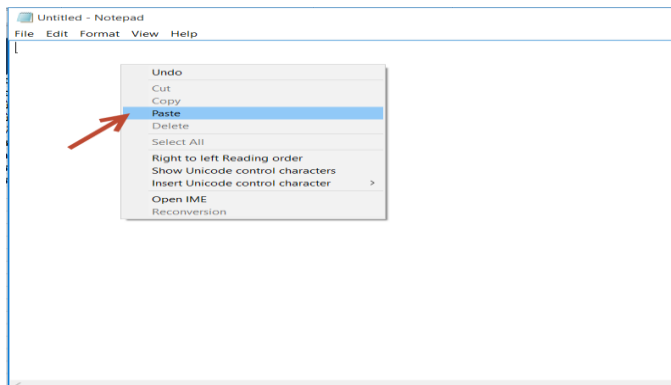 Untitled - Notepad
File Edit Format View Help
Undo
Cut
Copy
Paste
Delete
Select All
Right to left Reading order
Show Unicode control characters
Insert Unicode control character >
Open IME
Reconversion